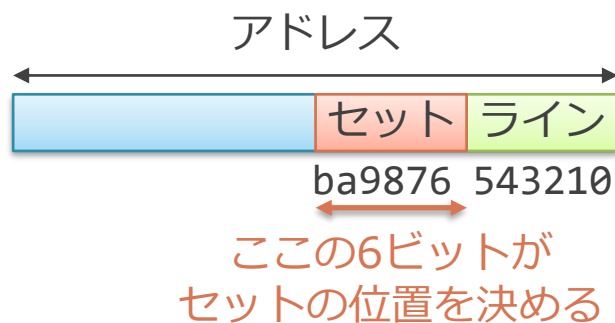 アドレス
セット ライン
ba9876 543210
ここの6ビットが
セットの位置を決める